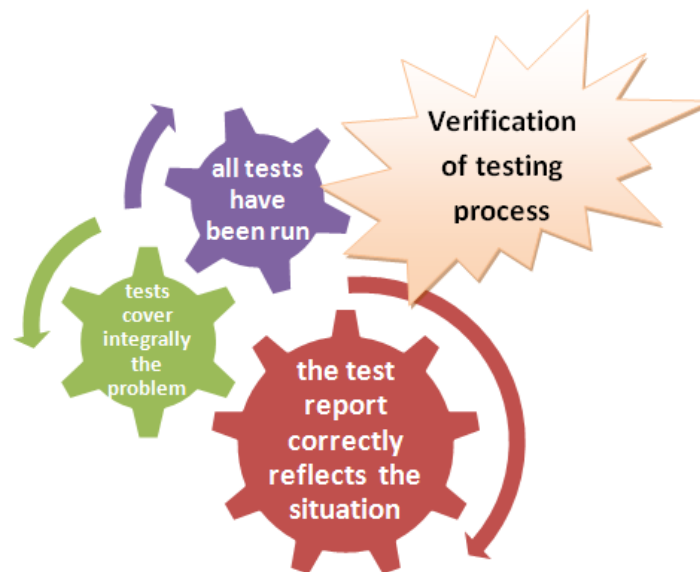 Verification
of testing
process
all tests
have
been run
tests
cover
integrally
the
problem
the test
report
correctly
reflects the
situation